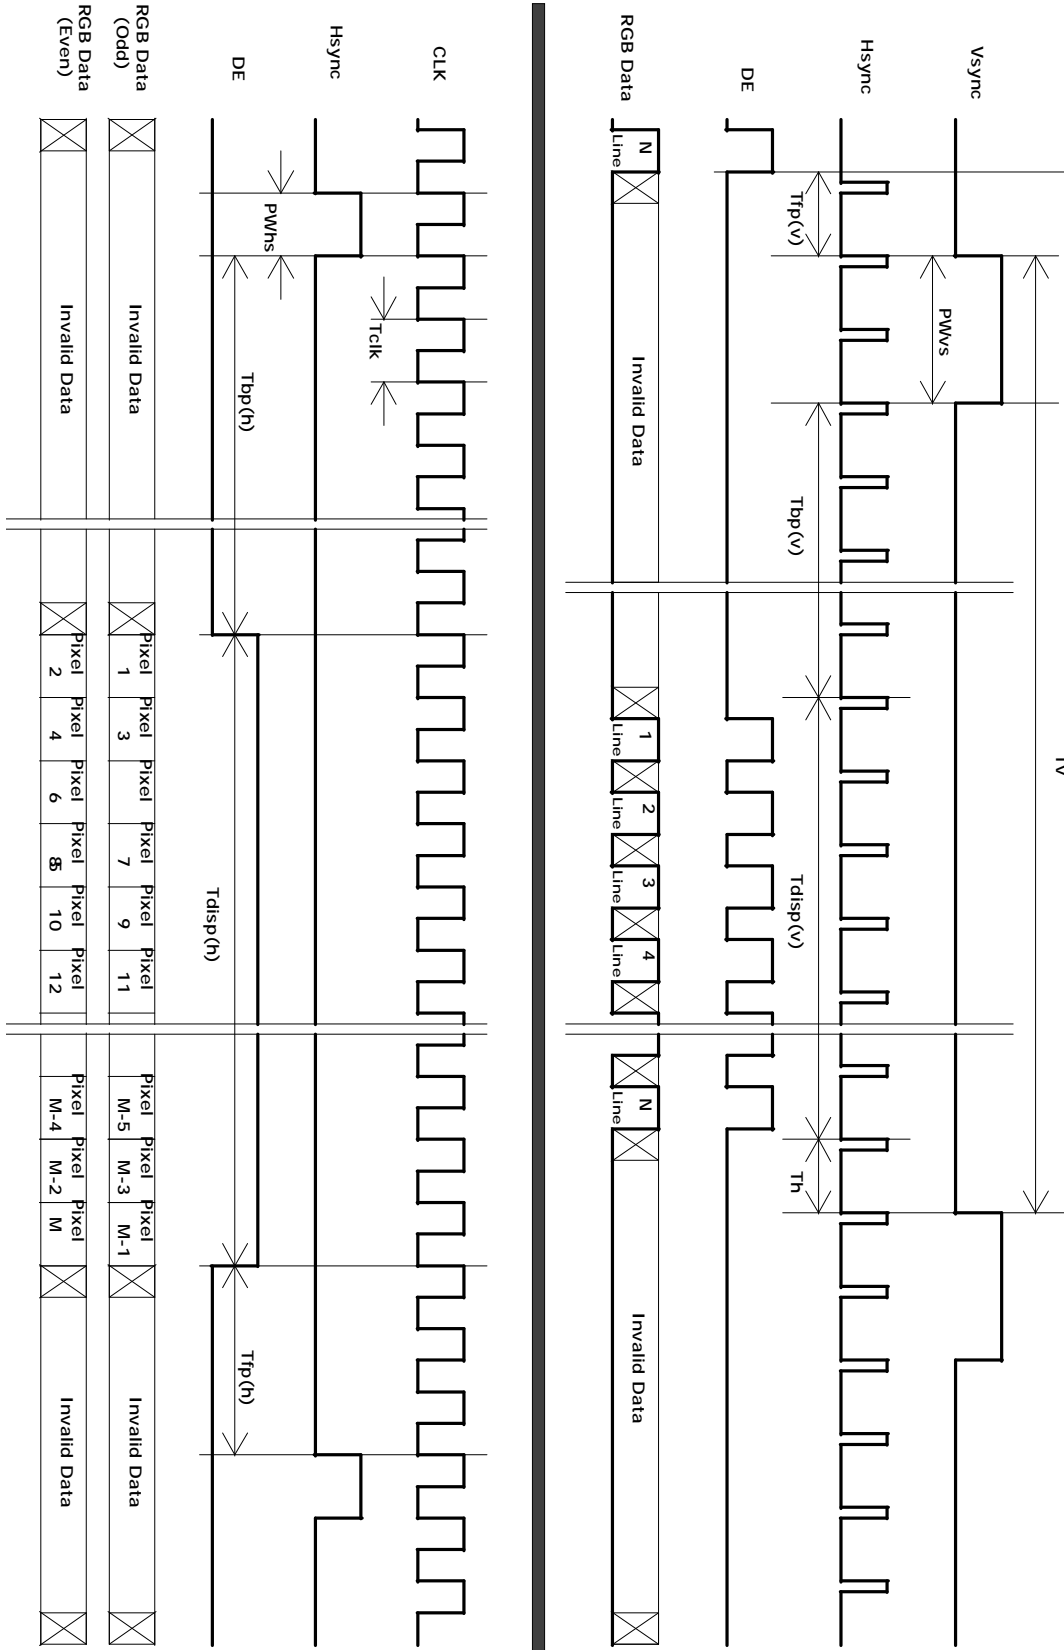 Tv
Vsync
PWvs
Hsync
Tfp(v)
Tbp(v)
Tdisp(v)
Th
DE
RGB Data
N
Line
Invalid Data
1
Line
2
Line
3
Line
4
Line
N
Line
Invalid Data
CLK
Tclk
Hsync
PWhs
DE
Tbp(h)
Tdisp(h)
Tfp(h)
RGB Data
(Odd)
Invalid Data
Pixel
1
Pixel
3
Pixel
Pixel
7
Pixel
9
Pixel
11
Pixel
M-5
Pixel
M-3
Pixel
M-1
Invalid Data
RGB Data
(Even)
Invalid Data
Pixel
2
Pixel
4
Pixel
6
Pixel
Pixel
10
Pixel
12
Pixel
M-4
Pixel
M-2
Pixel
M
Invalid Data